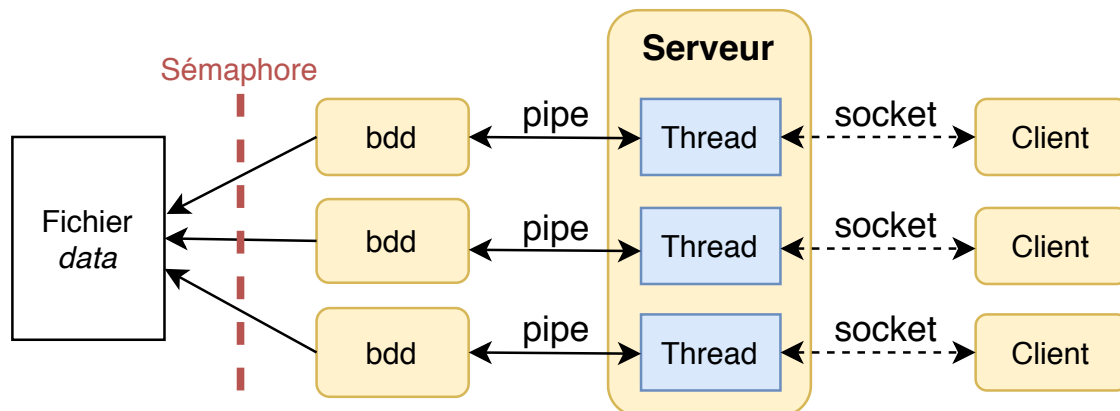 Serveur
Sémaphore
bdd
pipe
Thread
socket
Client
Fichier
data
bdd
pipe
Thread
socket
Client
bdd
pipe
Thread
socket
Client